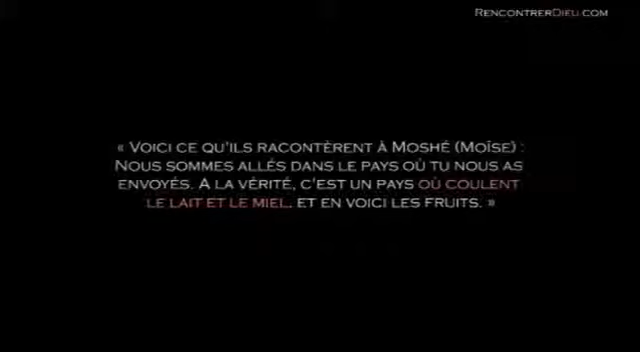 RENCONTRERDIEU.COM
« VOICI CE QU'ILS RACONTÈRENT À MOSHÉ (MOÏSE) :
NOUS SOMMES ALLÉS DANS LE PAYS OÙ TU NOUS AS
ENVOYÉS. A LA VÉRITÉ, C'EST UN PAYS OÙ COULENT
LE LAIT ET LE MIEL, ET EN VOICI LES FRUITS. »